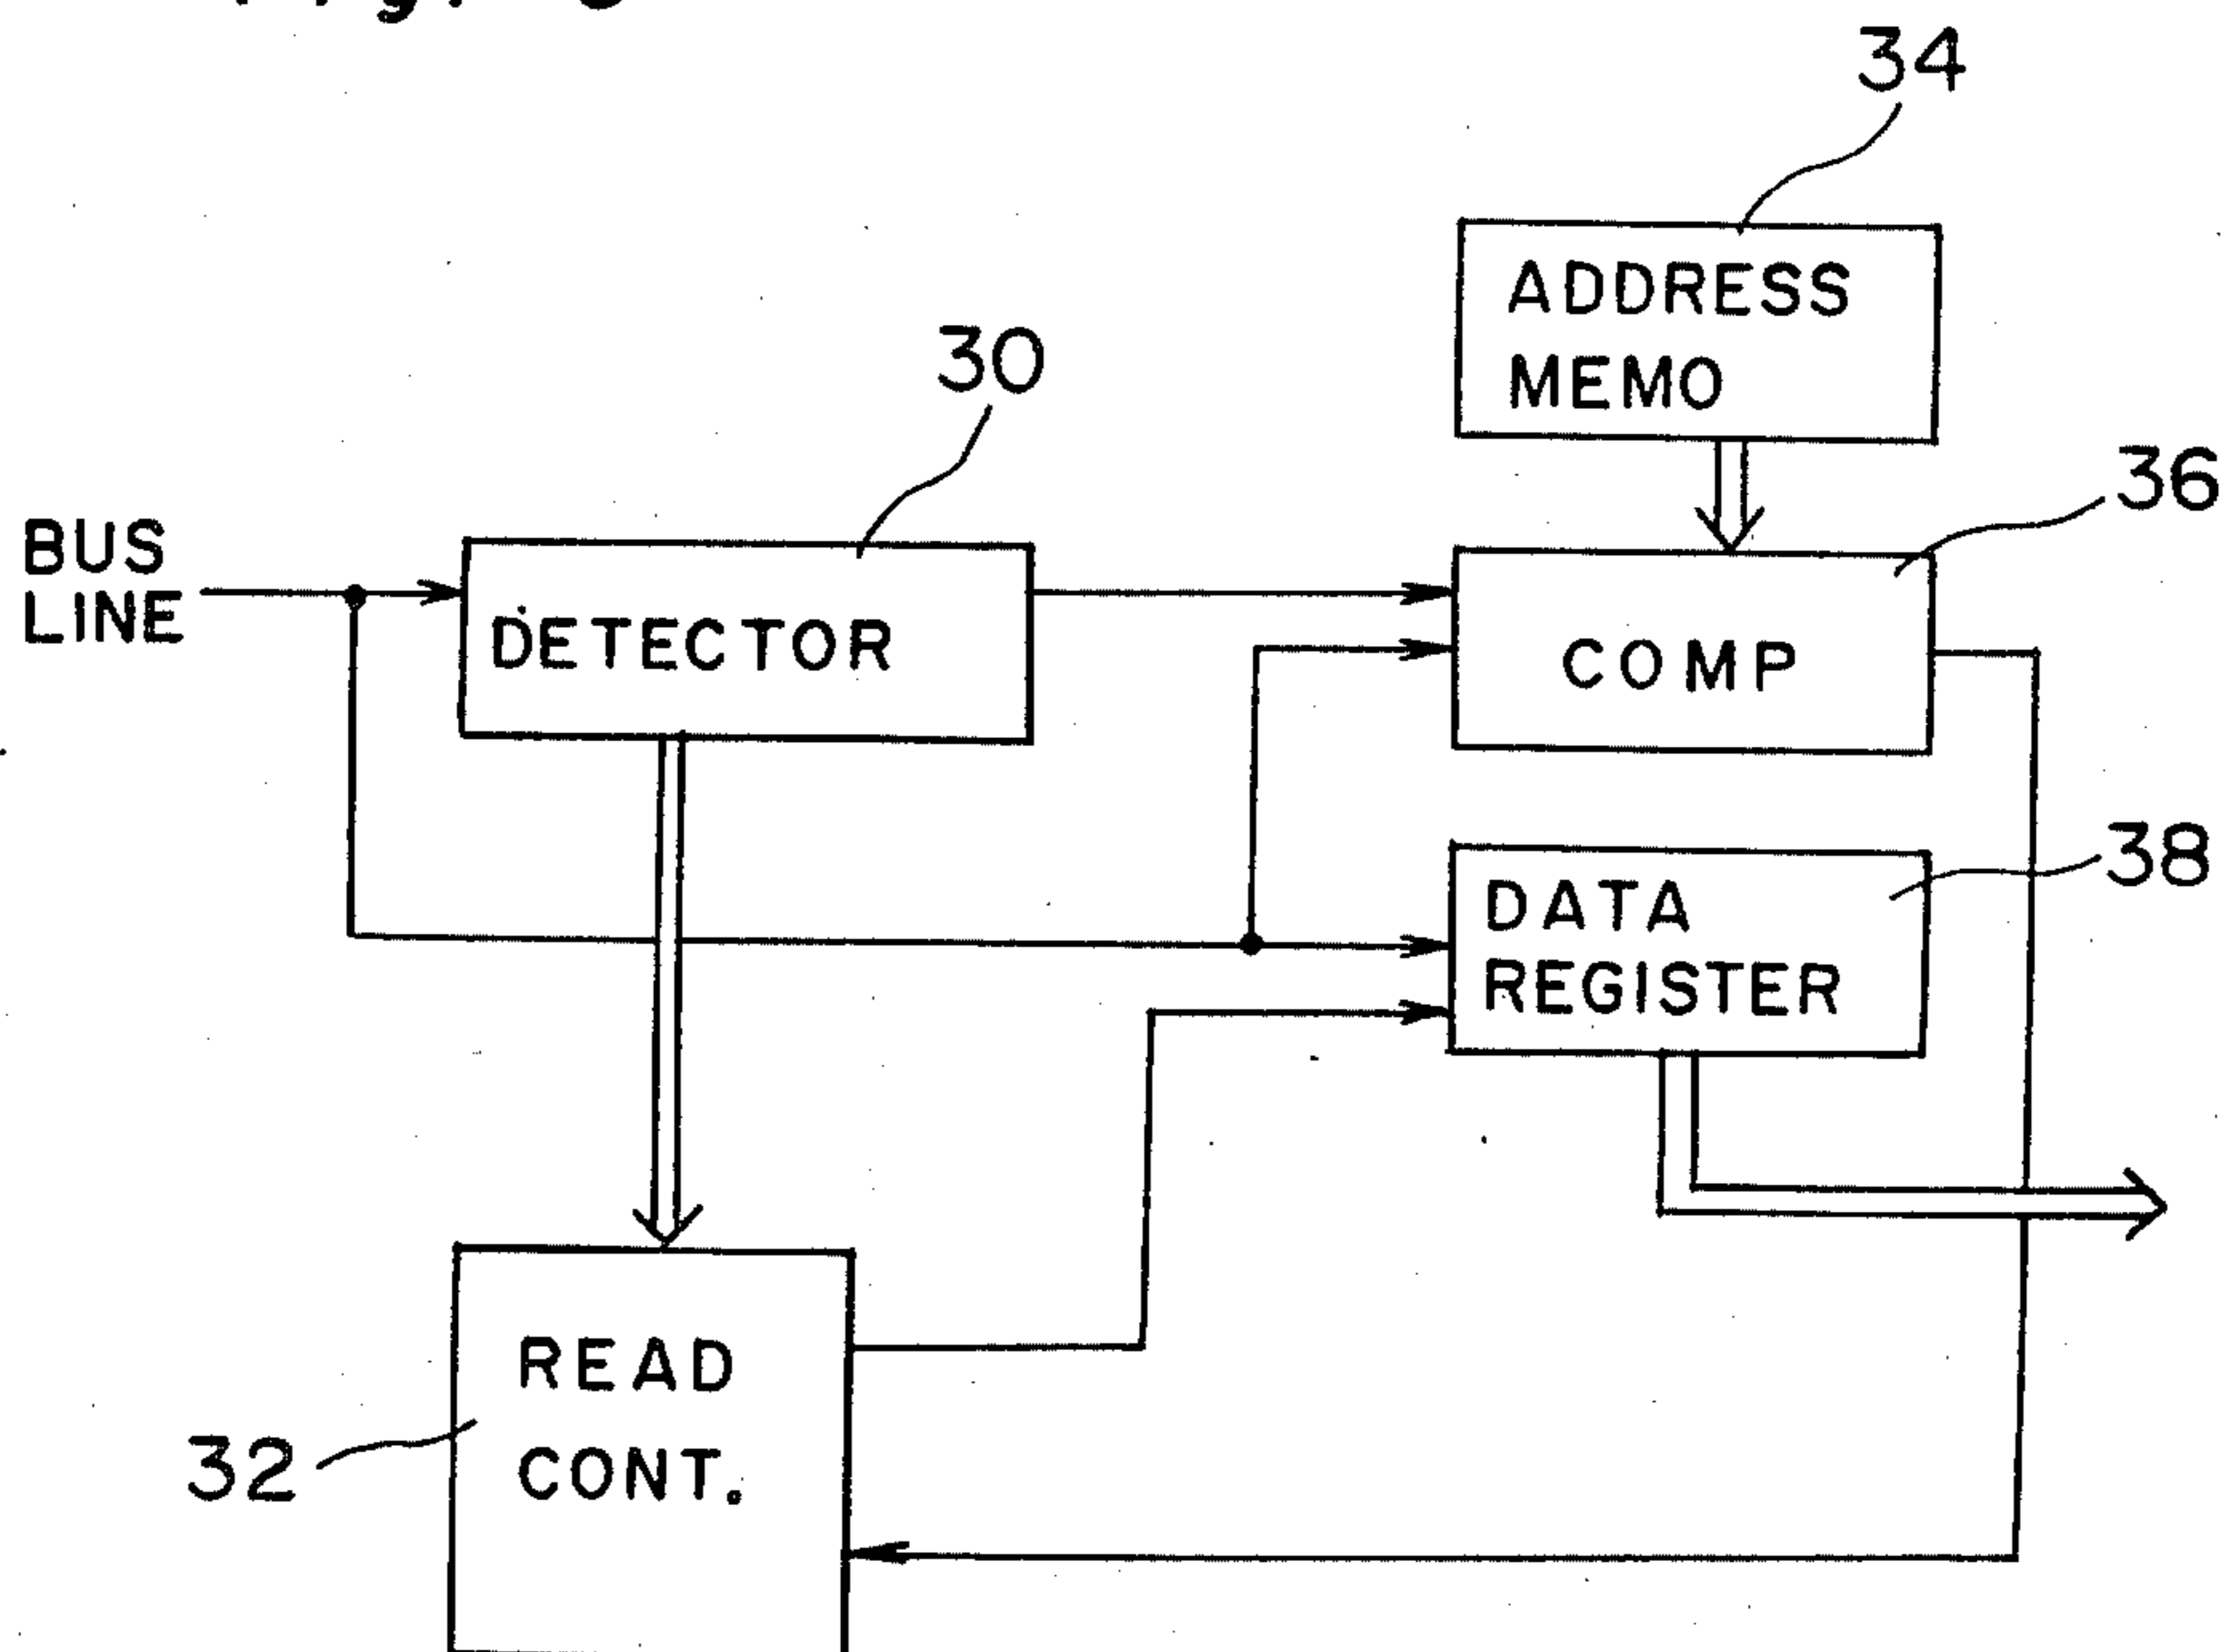 34
ADDRESS
MEMO
30
36
BUS
LINE
DETECTOR
COMP
38
DATA
REGISTER
READ
CONT.
32